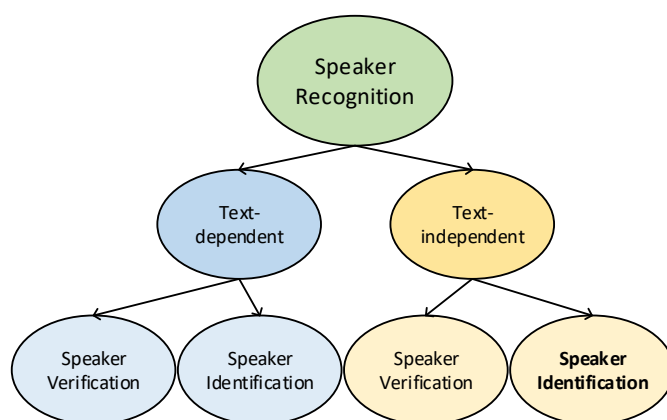 Speaker
Recognition
Text-
dependent
Text-
independent
Speaker
Verification
Speaker
Identification
Speaker
Verification
Speaker
Identification